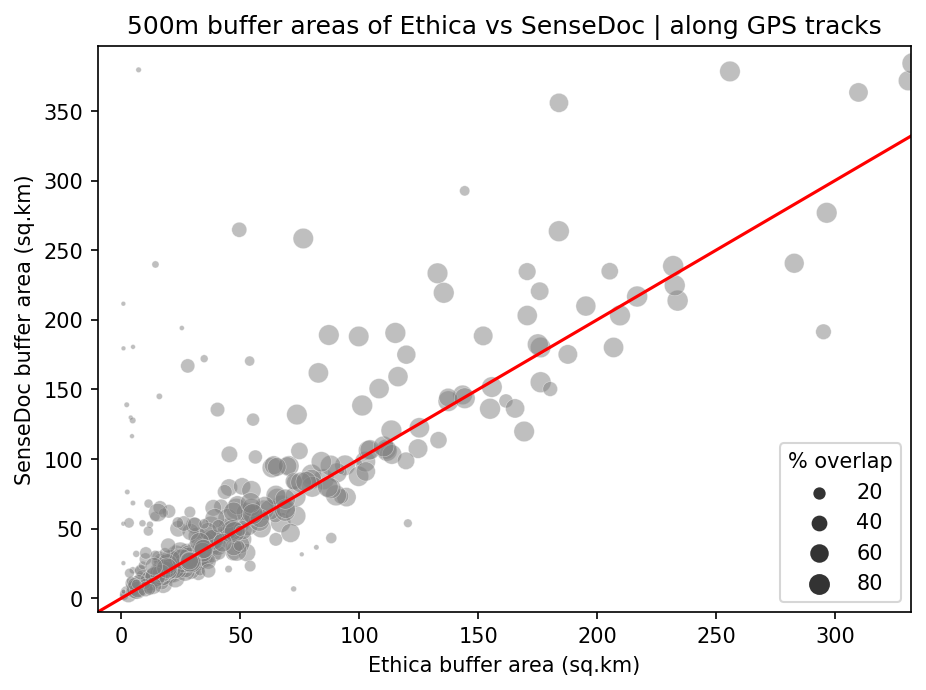 500m buffer areas of Ethica vs SenseDoc | along GPS tracks
SenseDoc buffer area (sq.km)
350
300
250
200
150
100
50
0
% overlap
20
40
60
80
0 50 100 150 200 250 300
Ethica buffer area (sq.km)